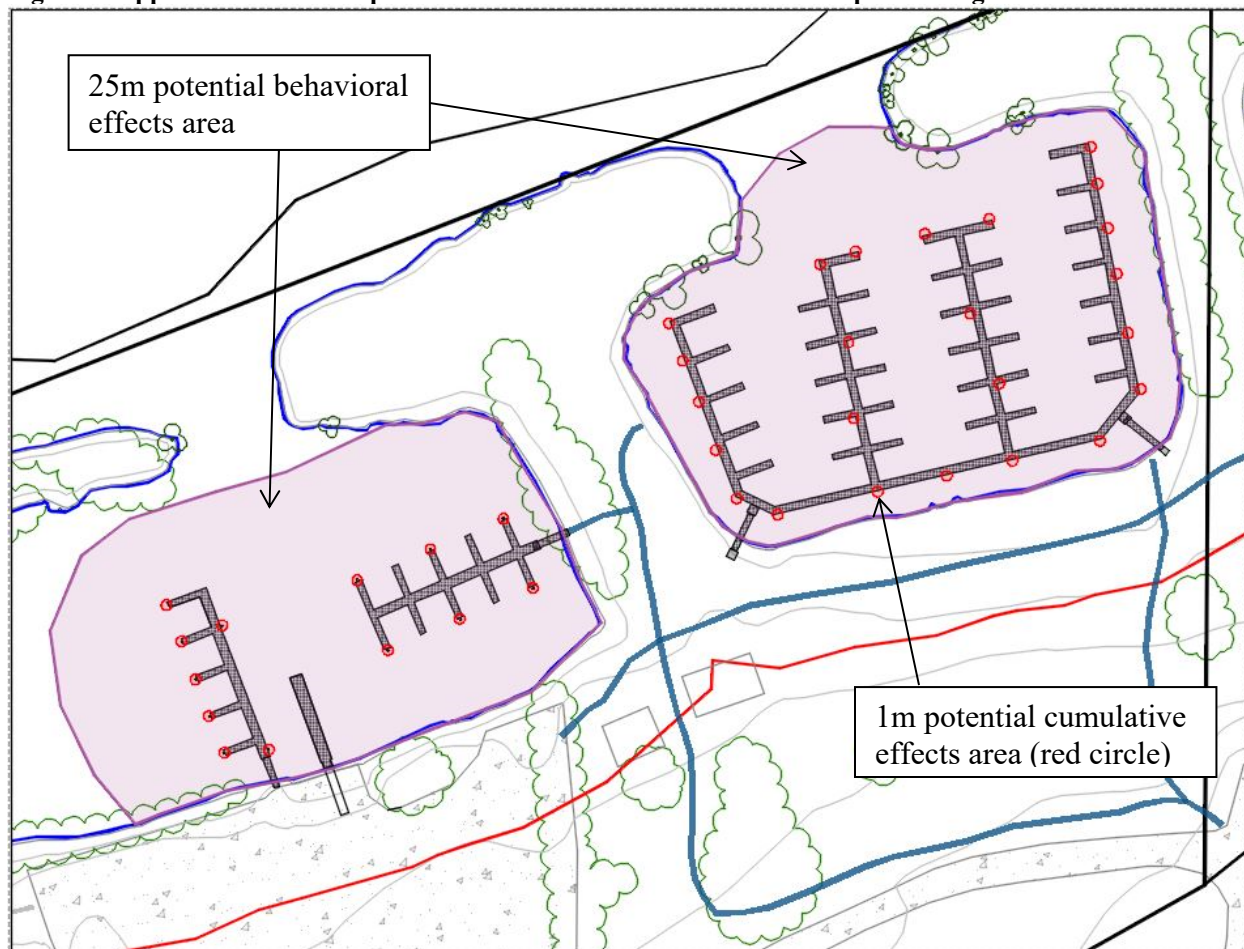 25m potential behavioral
effects area
1m potential cumulative
effects area (red circle)